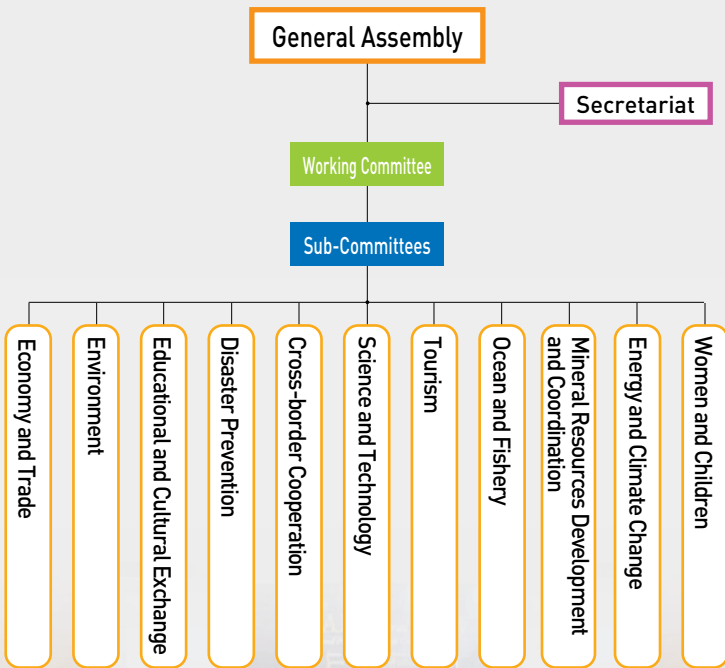 General Assembly
Secretariat
Working Committee
Sub-Committees
Economy and Trade
Environment
Educational and Cultural Exchange
Disaster Prevention
Cross-border Cooperation
Science and Technology
Tourism
Ocean and Fishery
Mineral Resources Development
and Coordination
Energy and Climate Change
Women and Children